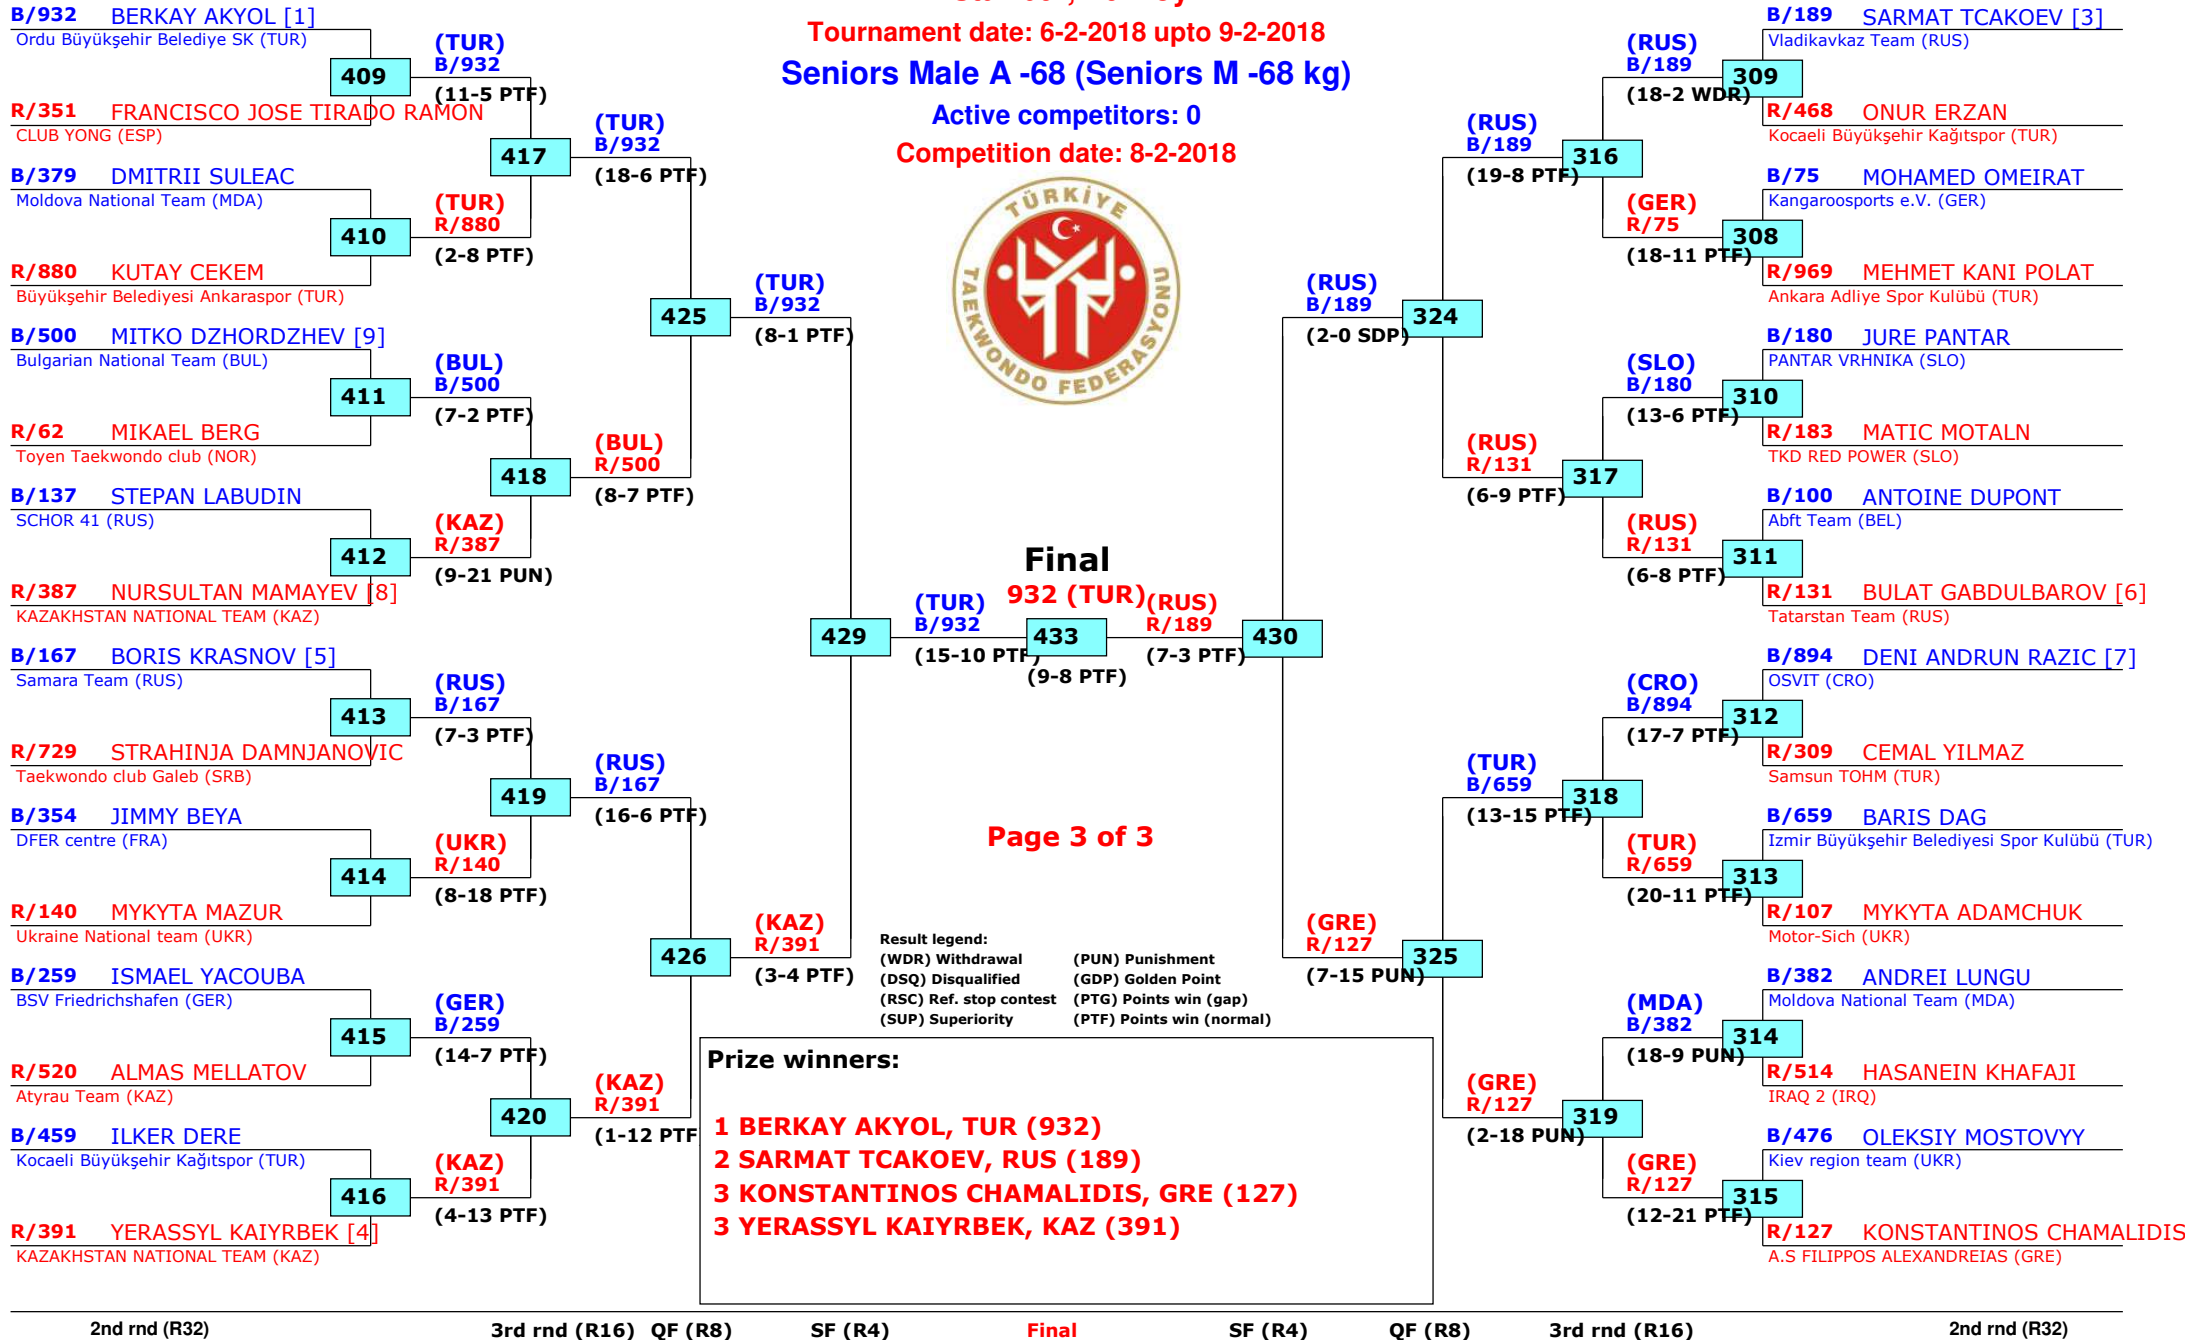 Tournament date: 6-2-2018 upto 9-2-2018
Seniors Male A -68 (Seniors M -68 kg)
Active competitors: 0
Competition date: 8-2-2018
TÜRKİYE TAEKWONDO FEDERASYONU
B/932 BERKAY AKYOL [1]
Ordu Büyükşehir Belediye SK (TUR)
409
R/351 FRANCISCO JOSE TIRADO RAMON
CLUB YONG (ESP)
B/379 DMITRII SULEAC
Moldova National Team (MDA)
410
R/880 KUTAY CEKEM
Büyükşehir Belediyesi Ankaraspor (TUR)
B/500 MITKO DZHORDZHEV [9]
Bulgarian National Team (BUL)
411
R/62 MIKAEL BERG
Toyen Taekwondo club (NOR)
B/137 STEPAN LABUDIN
SCHOR 41 (RUS)
412
R/387 NURSULTAN MAMAYEV [8]
KAZAKHSTAN NATIONAL TEAM (KAZ)
B/167 BORIS KRASNOV [5]
Samara Team (RUS)
413
R/729 STRAHINJA DAMNJANOVIC
Taekwondo club Galeb (SRB)
B/354 JIMMY BEYA
DFER centre (FRA)
414
R/140 MYKYTA MAZUR
Ukraine National team (UKR)
B/259 ISMAEL YACOUBA
BSV Friedrichshafen (GER)
415
R/520 ALMAS MELLATOV
Atyrau Team (KAZ)
B/459 ILKER DERE
Kocaeli Büyükşehir Kağıtspor (TUR)
416
R/391 YERASSYL KAIYRBEK [4]
KAZAKHSTAN NATIONAL TEAM (KAZ)
(TUR)
B/932
(11-5 PTF)
417
(TUR)
R/880
(2-8 PTF)
(BUL)
B/500
(7-2 PTF)
418
(KAZ)
R/387
(9-21 PUN)
(RUS)
B/167
(7-3 PTF)
419
(UKR)
R/140
(8-18 PTF)
(GER)
B/259
(14-7 PTF)
420
(KAZ)
R/391
(4-13 PTF)
(TUR)
B/932
(18-6 PTF)
425
(BUL)
R/500
(8-7 PTF)
(RUS)
B/167
(16-6 PTF)
426
(KAZ)
R/391
(1-12 PTF
(TUR)
B/932
(8-1 PTF)
429
(KAZ)
R/391
(3-4 PTF)
(TUR)
B/932
(15-10 PTF)
Final
932 (TUR)
433
(9-8 PTF)
(RUS)
R/189
(7-3 PTF)
430
(RUS)
B/189
(2-0 SDP)
324
(GRE)
R/127
(7-15 PUN)
325
(RUS)
B/189
(19-8 PTF)
316
(RUS)
R/131
(6-9 PTF)
317
(TUR)
B/659
(13-15 PTF)
318
(GRE)
R/127
(2-18 PUN)
319
(RUS)
B/189
(18-2 WDR)
(GER)
R/75
(18-11 PTF)
(SLO)
B/180
(13-6 PTF)
(RUS)
R/131
(6-8 PTF)
(CRO)
B/894
(17-7 PTF)
(TUR)
R/659
(20-11 PTF)
(MDA)
B/382
(18-9 PUN)
(GRE)
R/127
(12-21 PTF)
B/189 SARMAT TCAKOEV [3]
Vladikavkaz Team (RUS)
309
R/468 ONUR ERZAN
Kocaeli Büyükşehir Kağıtspor (TUR)
B/75 MOHAMED OMEIRAT
Kangaroosports e.V. (GER)
308
R/969 MEHMET KANI POLAT
Ankara Adliye Spor Kulübü (TUR)
B/180 JURE PANTAR
PANTAR VRHNIKA (SLO)
310
R/183 MATIC MOTALN
TKD RED POWER (SLO)
B/100 ANTOINE DUPONT
Abft Team (BEL)
311
R/131 BULAT GABDULBAROV [6]
Tatarstan Team (RUS)
B/894 DENI ANDRUN RAZIC [7]
OSVIT (CRO)
312
R/309 CEMAL YILMAZ
Samsun TOHM (TUR)
B/659 BARIS DAG
Izmir Büyükşehir Belediyesi Spor Kulübü (TUR)
313
R/107 MYKYTA ADAMCHUK
Motor-Sich (UKR)
B/382 ANDREI LUNGU
Moldova National Team (MDA)
314
R/514 HASANEIN KHAFAJI
IRAQ 2 (IRQ)
B/476 OLEKSIY MOSTOVYY
Kiev region team (UKR)
315
R/127 KONSTANTINOS CHAMALIDIS
A.S FILIPPOS ALEXANDREIAS (GRE)
Page 3 of 3
Result legend:
(WDR) Withdrawal (PUN) Punishment
(DSQ) Disqualified (GDP) Golden Point
(RSC) Ref. stop contest (PTG) Points win (gap)
(SUP) Superiority (PTF) Points win (normal)
Prize winners:
1 BERKAY AKYOL, TUR (932)
2 SARMAT TCAKOEV, RUS (189)
3 KONSTANTINOS CHAMALIDIS, GRE (127)
3 YERASSYL KAIYRBEK, KAZ (391)
2nd rnd (R32) 3rd rnd (R16) QF (R8) SF (R4) Final SF (R4) QF (R8) 3rd rnd (R16) 2nd rnd (R32)